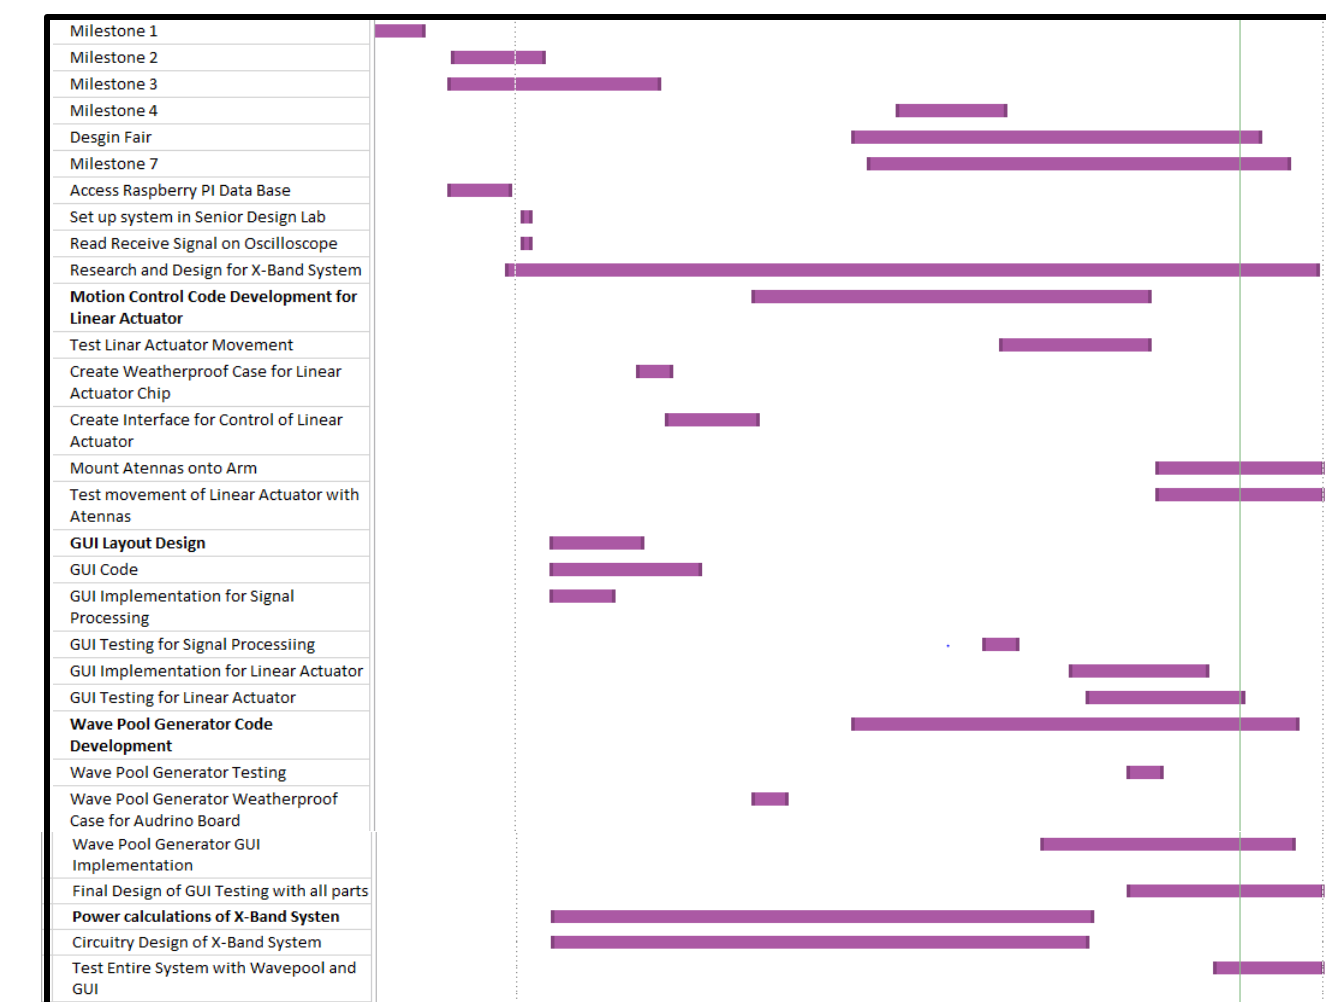 Milestone 1
Milestone 2
Milestone 3
Milestone 4
Desgin Fair
Milestone 7
Access Raspberry PI Data Base
Set up system in Senior Design Lab
Read Receive Signal on Oscilloscope
Research and Design for X-Band System
Motion Control Code Development for
Linear Actuator
Test Linar Actuator Movement
Create Weatherproof Case for Linear
Actuator Chip
Create Interface for Control of Linear
Actuator
Mount Atennas onto Arm
Test movement of Linear Actuator with
Atennas
GUI Layout Design
GUI Code
GUI Implementation for Signal
Processing
GUI Testing for Signal Processiing
GUI Implementation for Linear Actuator
GUI Testing for Linear Actuator
Wave Pool Generator Code
Development
Wave Pool Generator Testing
Wave Pool Generator Weatherproof
Case for Audrino Board
Wave Pool Generator GUI
Implementation
Final Design of GUI Testing with all parts
Power calculations of X-Band Systen
Circuitry Design of X-Band System
Test Entire System with Wavepool and
GUI